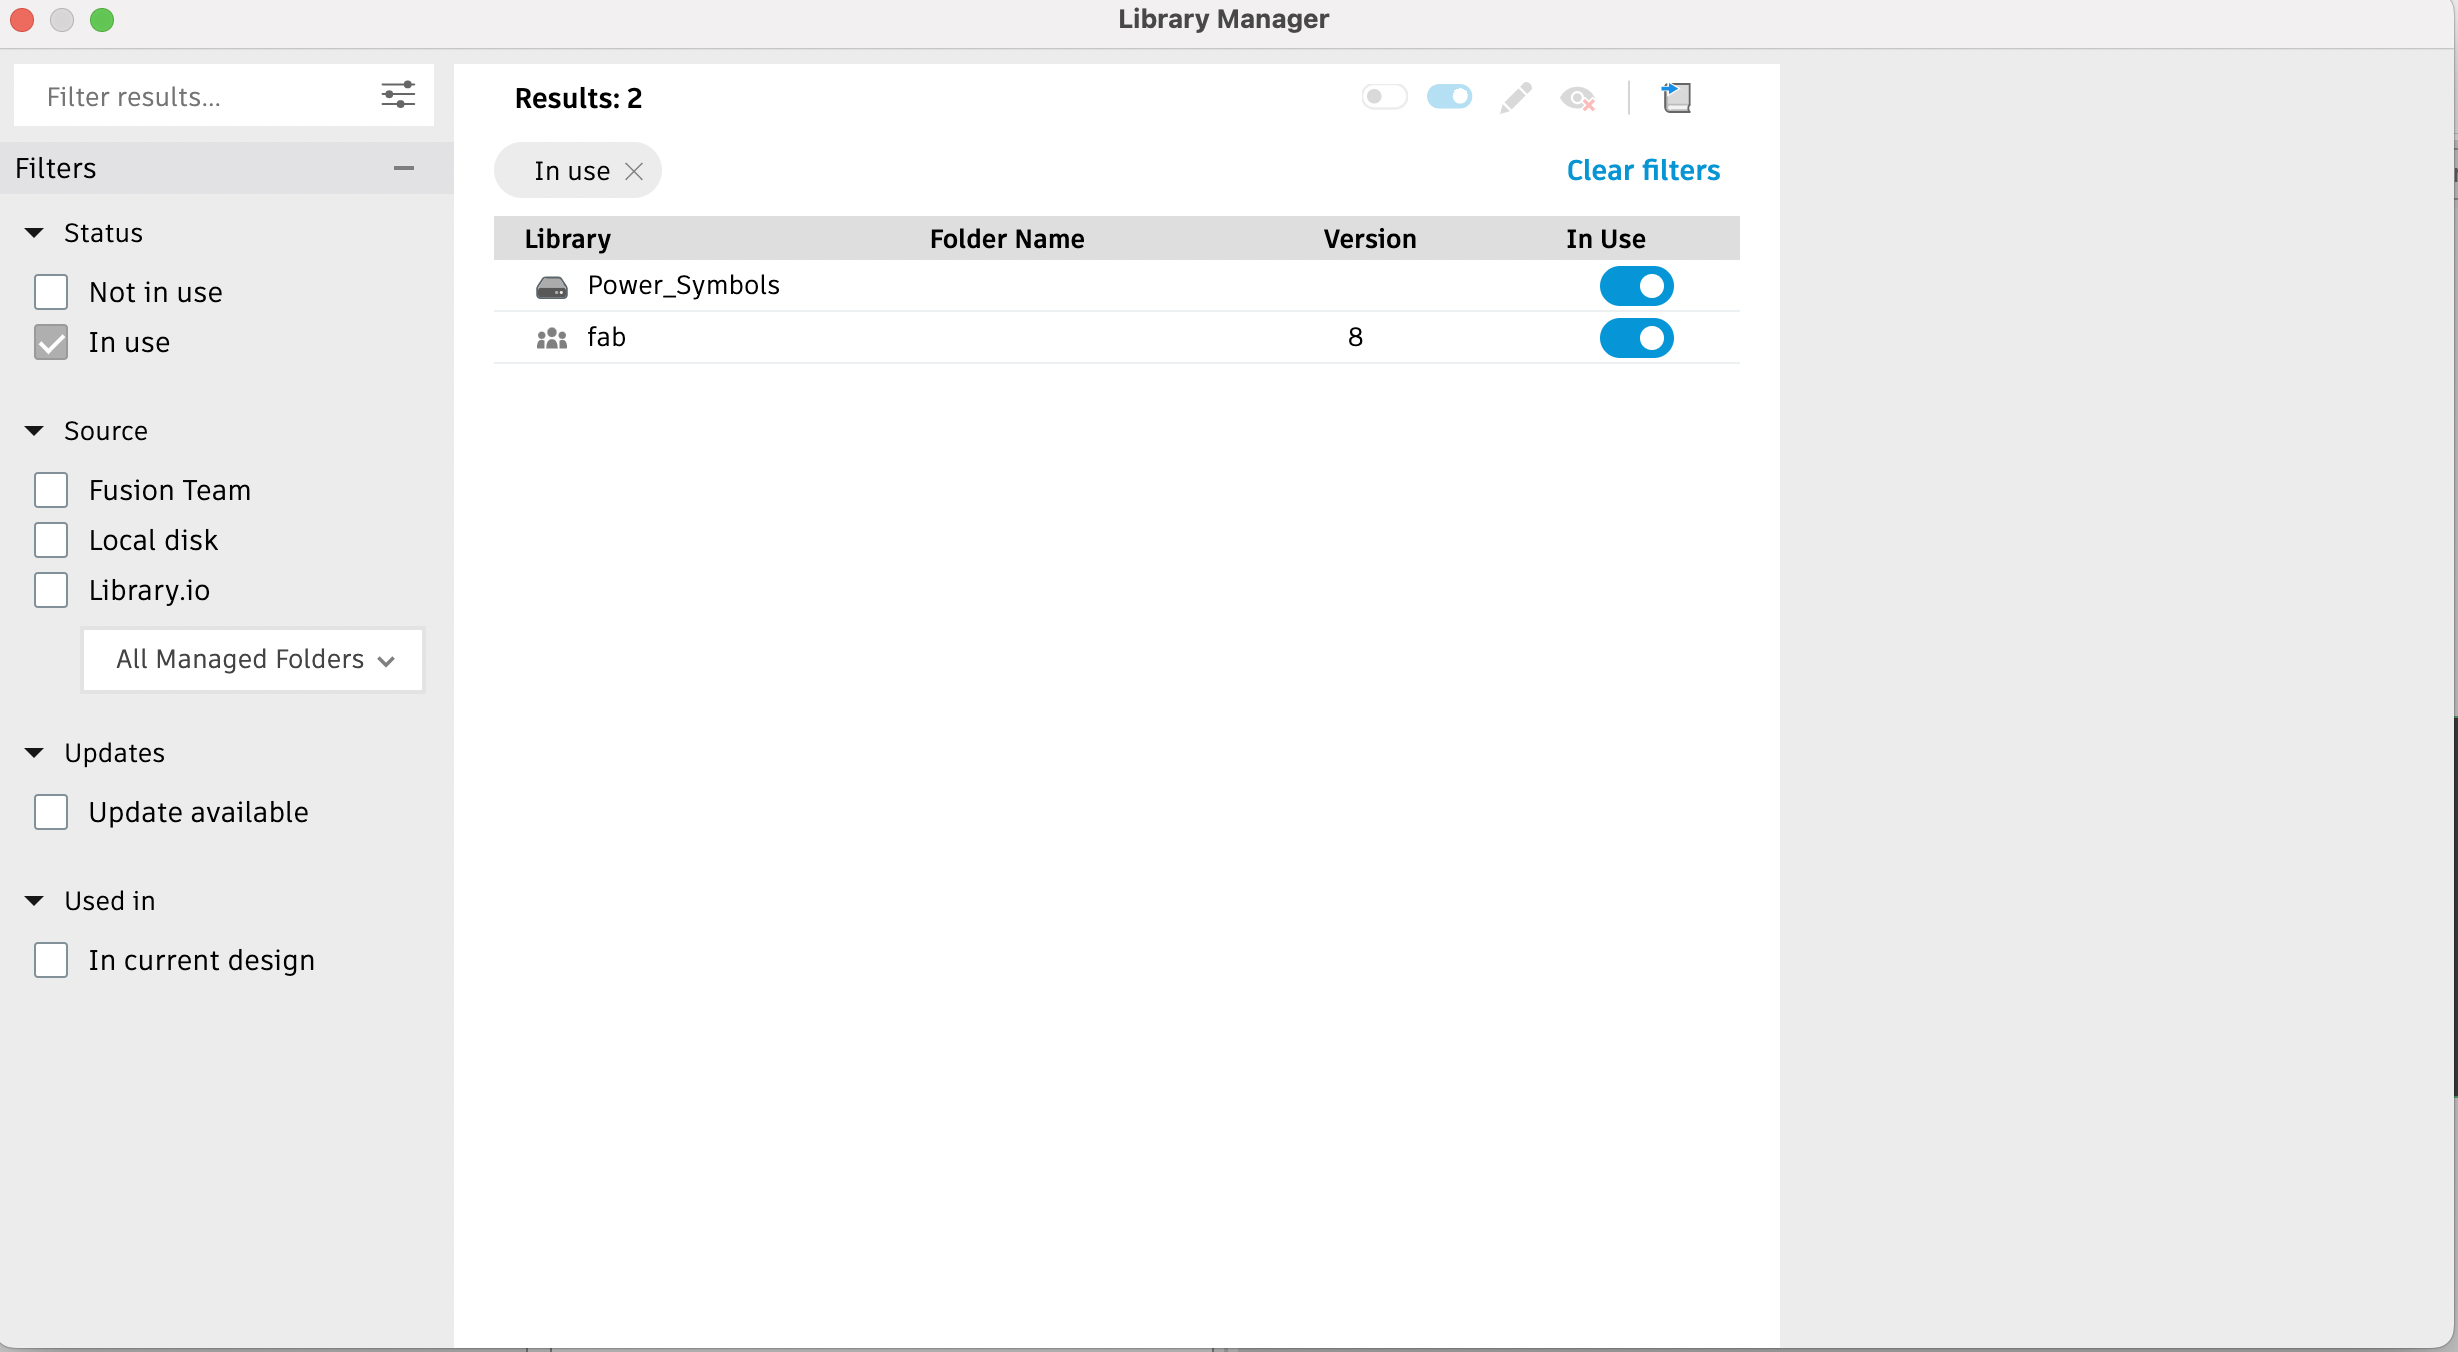 Library Manager
Filter results...
Filters
Status
Not in use
In use
Source
Fusion Team
Local disk
Library.io
All Managed Folders
Updates
Update available
Used in
In current design
Results: 2
In use
Clear filters
Library Folder Name Version In Use
Power_Symbols
fab 8